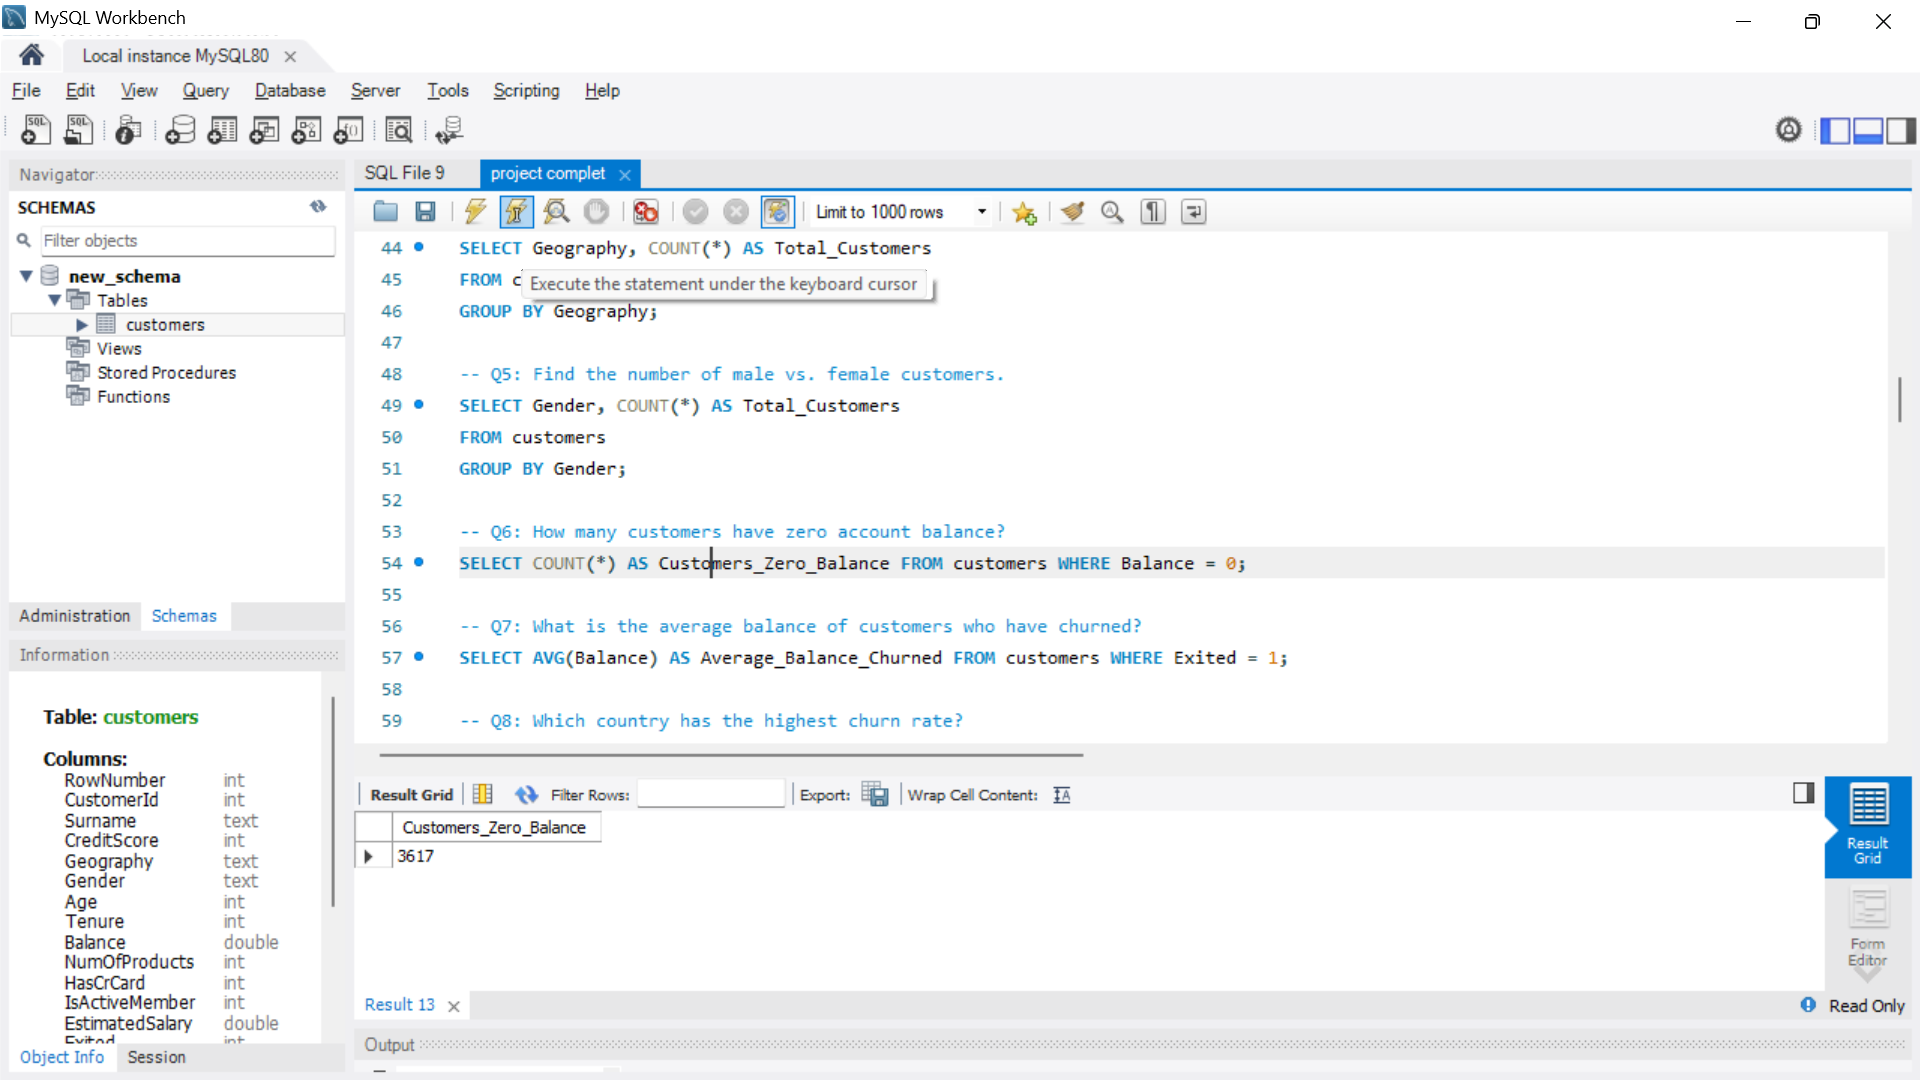 MySQL Workbench
Local instance MySQL80
File Edit View Query Database Server Tools Scripting Help
Navigator
SCHEMAS
Filter objects
new_schema
Tables
customers
Views
Stored Procedures
Functions
Administration Schemas
Information
Table: customers
Columns:
RowNumber int
CustomerId int
Surname text
CreditScore int
Geography text
Gender text
Age int
Tenure int
Balance double
NumOfProducts int
HasCrCard int
IsActiveMember int
EstimatedSalary double
Exited int
Object Info Session
SQL File 9 project complet
Limit to 1000 rows
44 SELECT Geography, COUNT(*) AS Total_Customers
45 FROM c
Execute the statement under the keyboard cursor
46 GROUP BY Geography;
47
48 -- Q5: Find the number of male vs. female customers.
49 SELECT Gender, COUNT(*) AS Total_Customers
50 FROM customers
51 GROUP BY Gender;
52
53 -- Q6: How many customers have zero account balance?
54 SELECT COUNT(*) AS Customers_Zero_Balance FROM customers WHERE Balance = 0;
55
56 -- Q7: What is the average balance of customers who have churned?
57 SELECT AVG(Balance) AS Average_Balance_Churned FROM customers WHERE Exited = 1;
58
59 -- Q8: Which country has the highest churn rate?
Result Grid Filter Rows: Export: Wrap Cell Content:
Customers_Zero_Balance
3617
Result Grid
Form Editor
Result 13
Read Only
Output